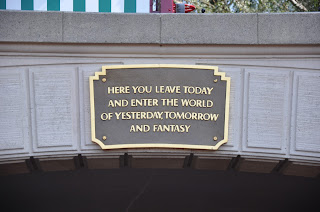 HERE YOU LEAVE TODAY
AND ENTER THE WORLD
OF YESTERDAY, TOMORROW
AND FANTASY